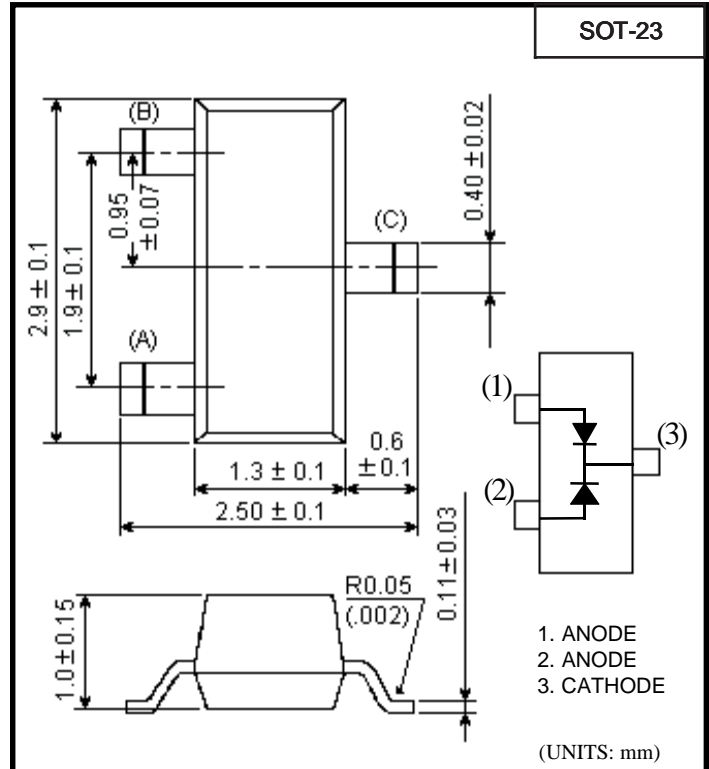 SOT-23
(B)
0.40 ±0.02
0.95
±0.07
(C)
2.9 ± 0.1
1.9± 0.1
(A)
(1)
(3)
0.6
± 0.1
1.3 ± 0.1
(2)
2.50 ± 0.1
0.11±0.03
R0.05
(.002)
1.0±0.15
1. ANODE
2. ANODE
3. CATHODE
(UNITS: mm)